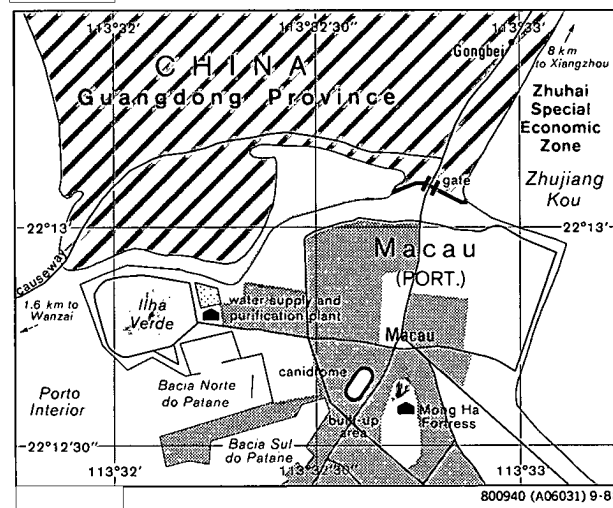 113°32'
113°32'30"
113°33'
Gongbei
8 km
to Xiangzhou
CHINA
Guangdong Province
Zhuhai
Special
Economic
Zone
gate
Zhujiang
Kou
22°13'
22°13'
Macau
(PORT.)
causeway
1.6 km to
Wanzai
Ilha
Verde
water supply and
purification plant
Macau
canidrome
Porto
Interior
Bacia Norte
do Patane
built-up
area
Mong Ha
Fortress
22°12'30"
22°12'30"
Bacia Sul
do Patane
113°32'
113°32'30"
113°33'
800940 (A06031) 9-8